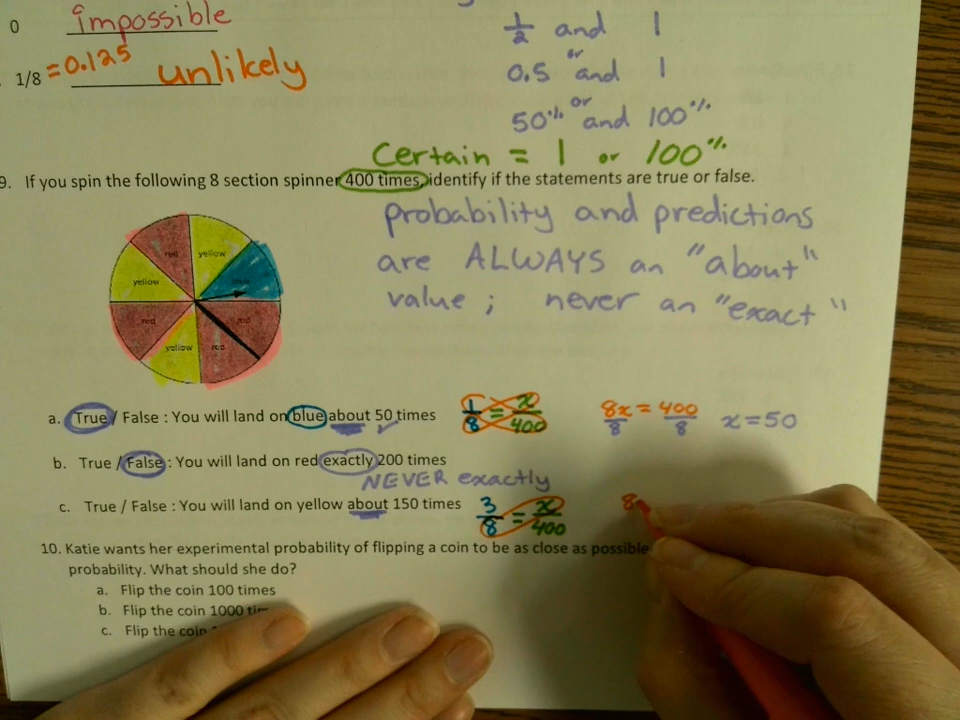 0 impossible
1/8 = 0.125 unlikely
1/2 and 1
or
0.5 and 1
or
50% and 100%
Certain = 1 or 100%
9. If you spin the following 8 section spinner 400 times, identify if the statements are true or false.
probability and predictions
are ALWAYS an "about"
value ; never an "exact"
red yellow
yellow
red red
yellow red
a. True / False : You will land on blue about 50 times 1/8 = x/400 8x/8 = 400/8 x = 50
b. True / False : You will land on red exactly 200 times
NEVER exactly
c. True / False : You will land on yellow about 150 times 3/8 = x/400 8
10. Katie wants her experimental probability of flipping a coin to be as close as possible
probability. What should she do?
a. Flip the coin 100 times
b. Flip the coin 1000
c. Flip the coin